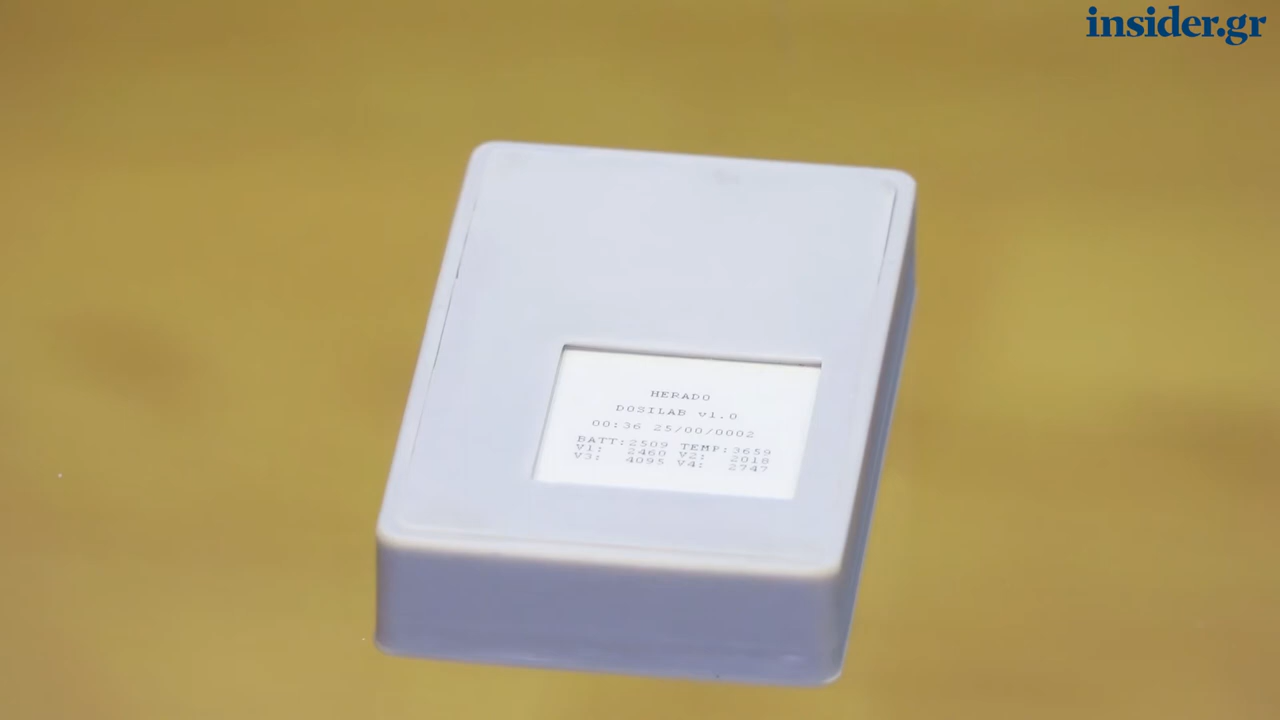 insider.gr
HERADO
DOSILAB v1.0
00:36 25/00/0002
BATT:2509 TEMP:3659
V1: 2460 V2: 2018
V3: 4095 V4: 2747